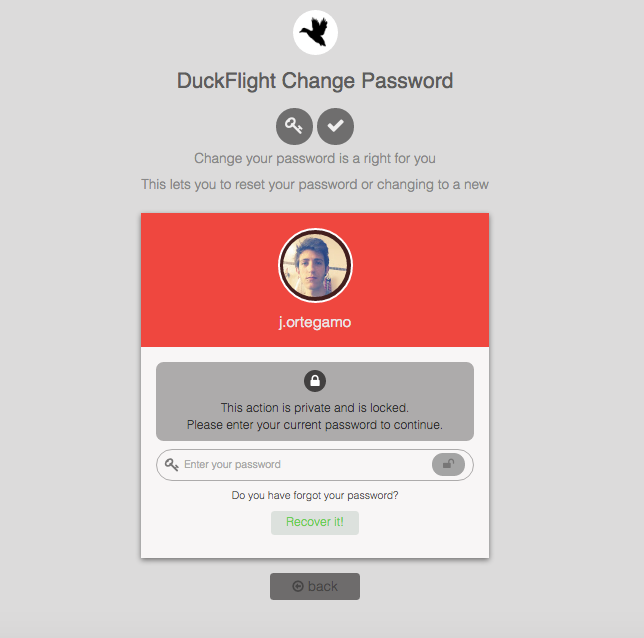 DuckFlight Change Password
Change your password is a right for you
This lets you to reset your password or changing to a new
j.ortegamo
This action is private and is locked.
Please enter your current password to continue.
Enter your password
Do you have forgot your password?
Recover it!
back